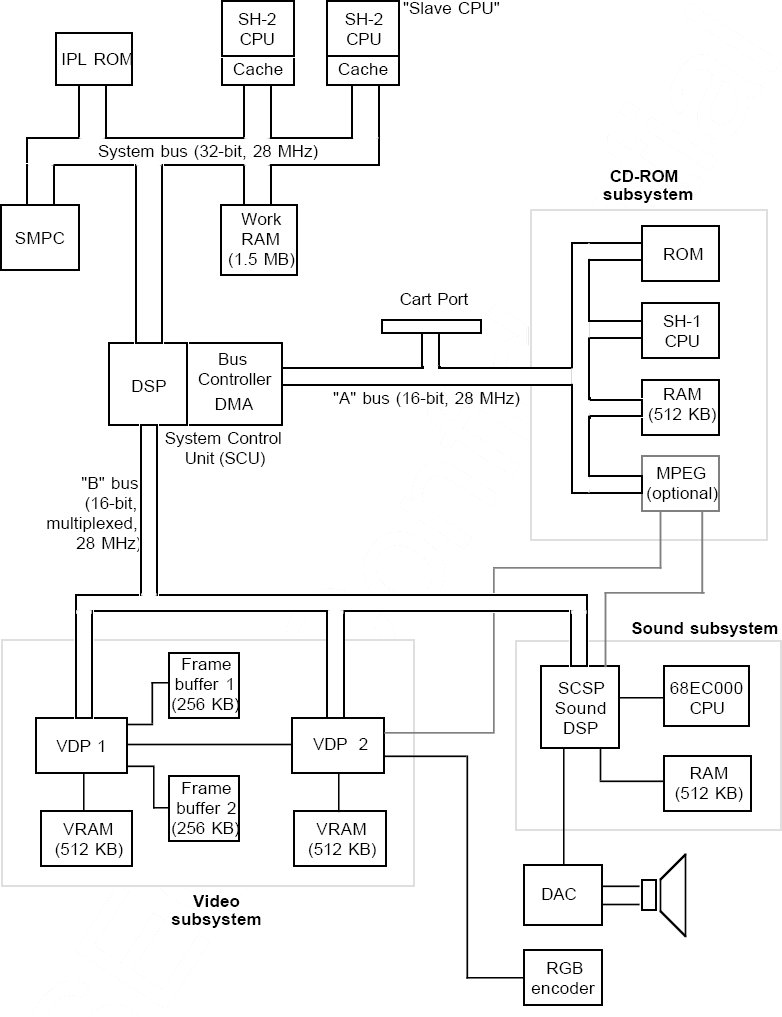 "Slave CPU"
SH-2
CPU
Cache
SH-2
CPU
Cache
IPL ROM
System bus (32-bit, 28 MHz)
SMPC
Work
RAM
(1.5 MB)
CD-ROM
subsystem
ROM
SH-1
CPU
RAM
(512 KB)
MPEG
(optional)
Cart Port
"A" bus (16-bit, 28 MHz)
DSP
Bus
Controller
DMA
System Control
Unit (SCU)
"B" bus
(16-bit,
multiplexed,
28 MHz)
Sound subsystem
SCSP
Sound
DSP
68EC000
CPU
RAM
(512 KB)
Frame
buffer 1
(256 KB)
VDP 1
VDP 2
Frame
buffer 2
(256 KB)
VRAM
(512 KB)
VRAM
(512 KB)
Video
subsystem
DAC
RGB
encoder